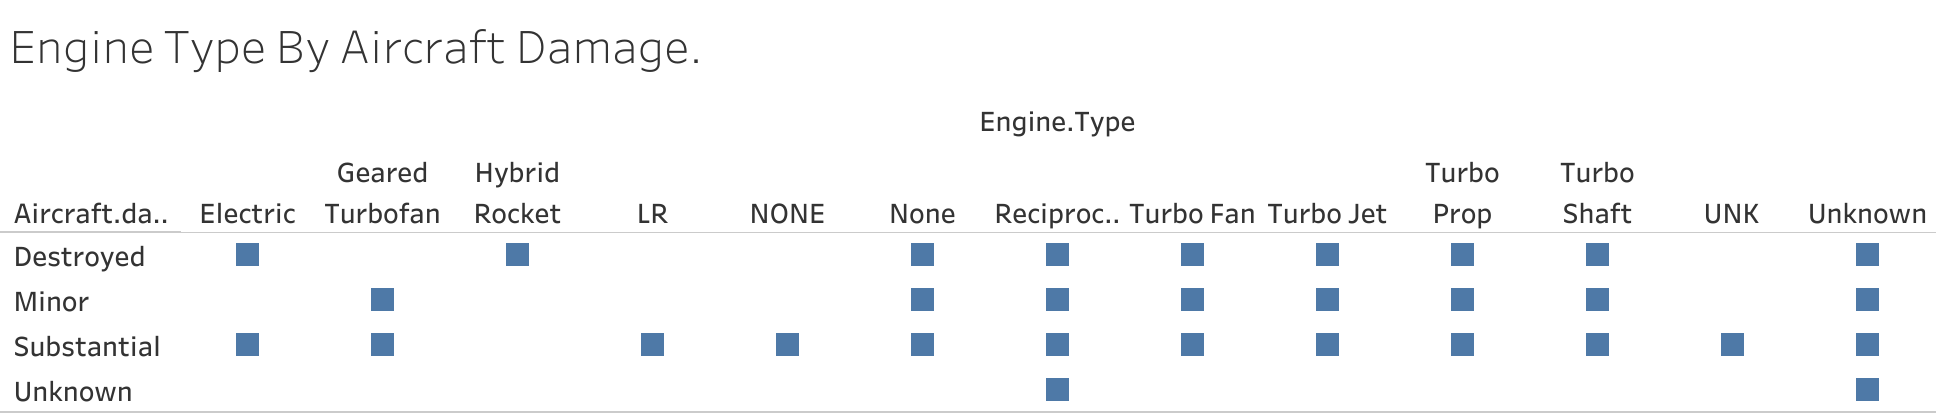 Engine Type By Aircraft Damage.
Engine.Type
Geared Hybrid Turbo Turbo
Aircraft.da.. Electric Turbofan Rocket LR NONE None Reciproc.. Turbo Fan Turbo Jet Prop Shaft UNK Unknown
Destroyed
Minor
Substantial
Unknown